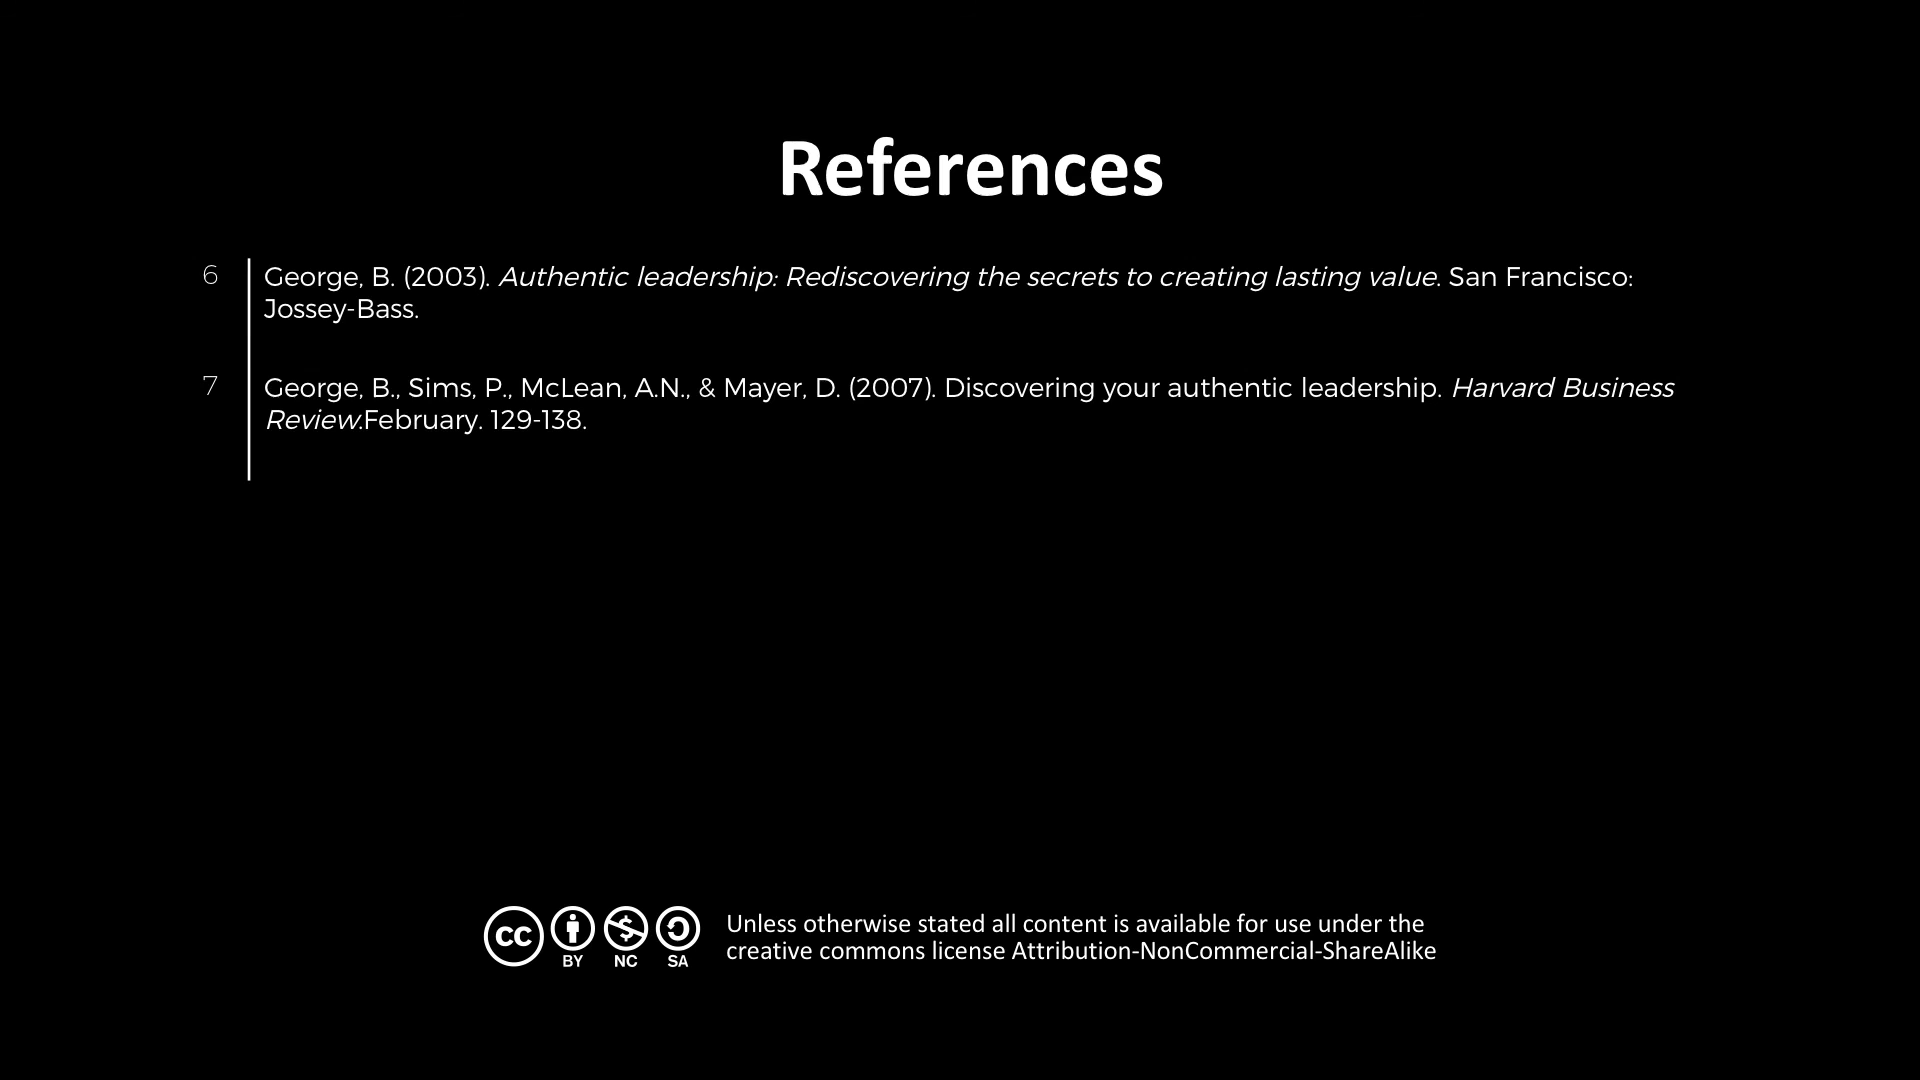 References
6 George, B. (2003). Authentic leadership: Rediscovering the secrets to creating lasting value. San Francisco:
Jossey-Bass.
7 George, B., Sims, P., McLean, A.N., & Mayer, D. (2007). Discovering your authentic leadership. Harvard Business
Review.February. 129-138.
Unless otherwise stated all content is available for use under the
creative commons license Attribution-NonCommercial-ShareAlike
cc
BY NC SA